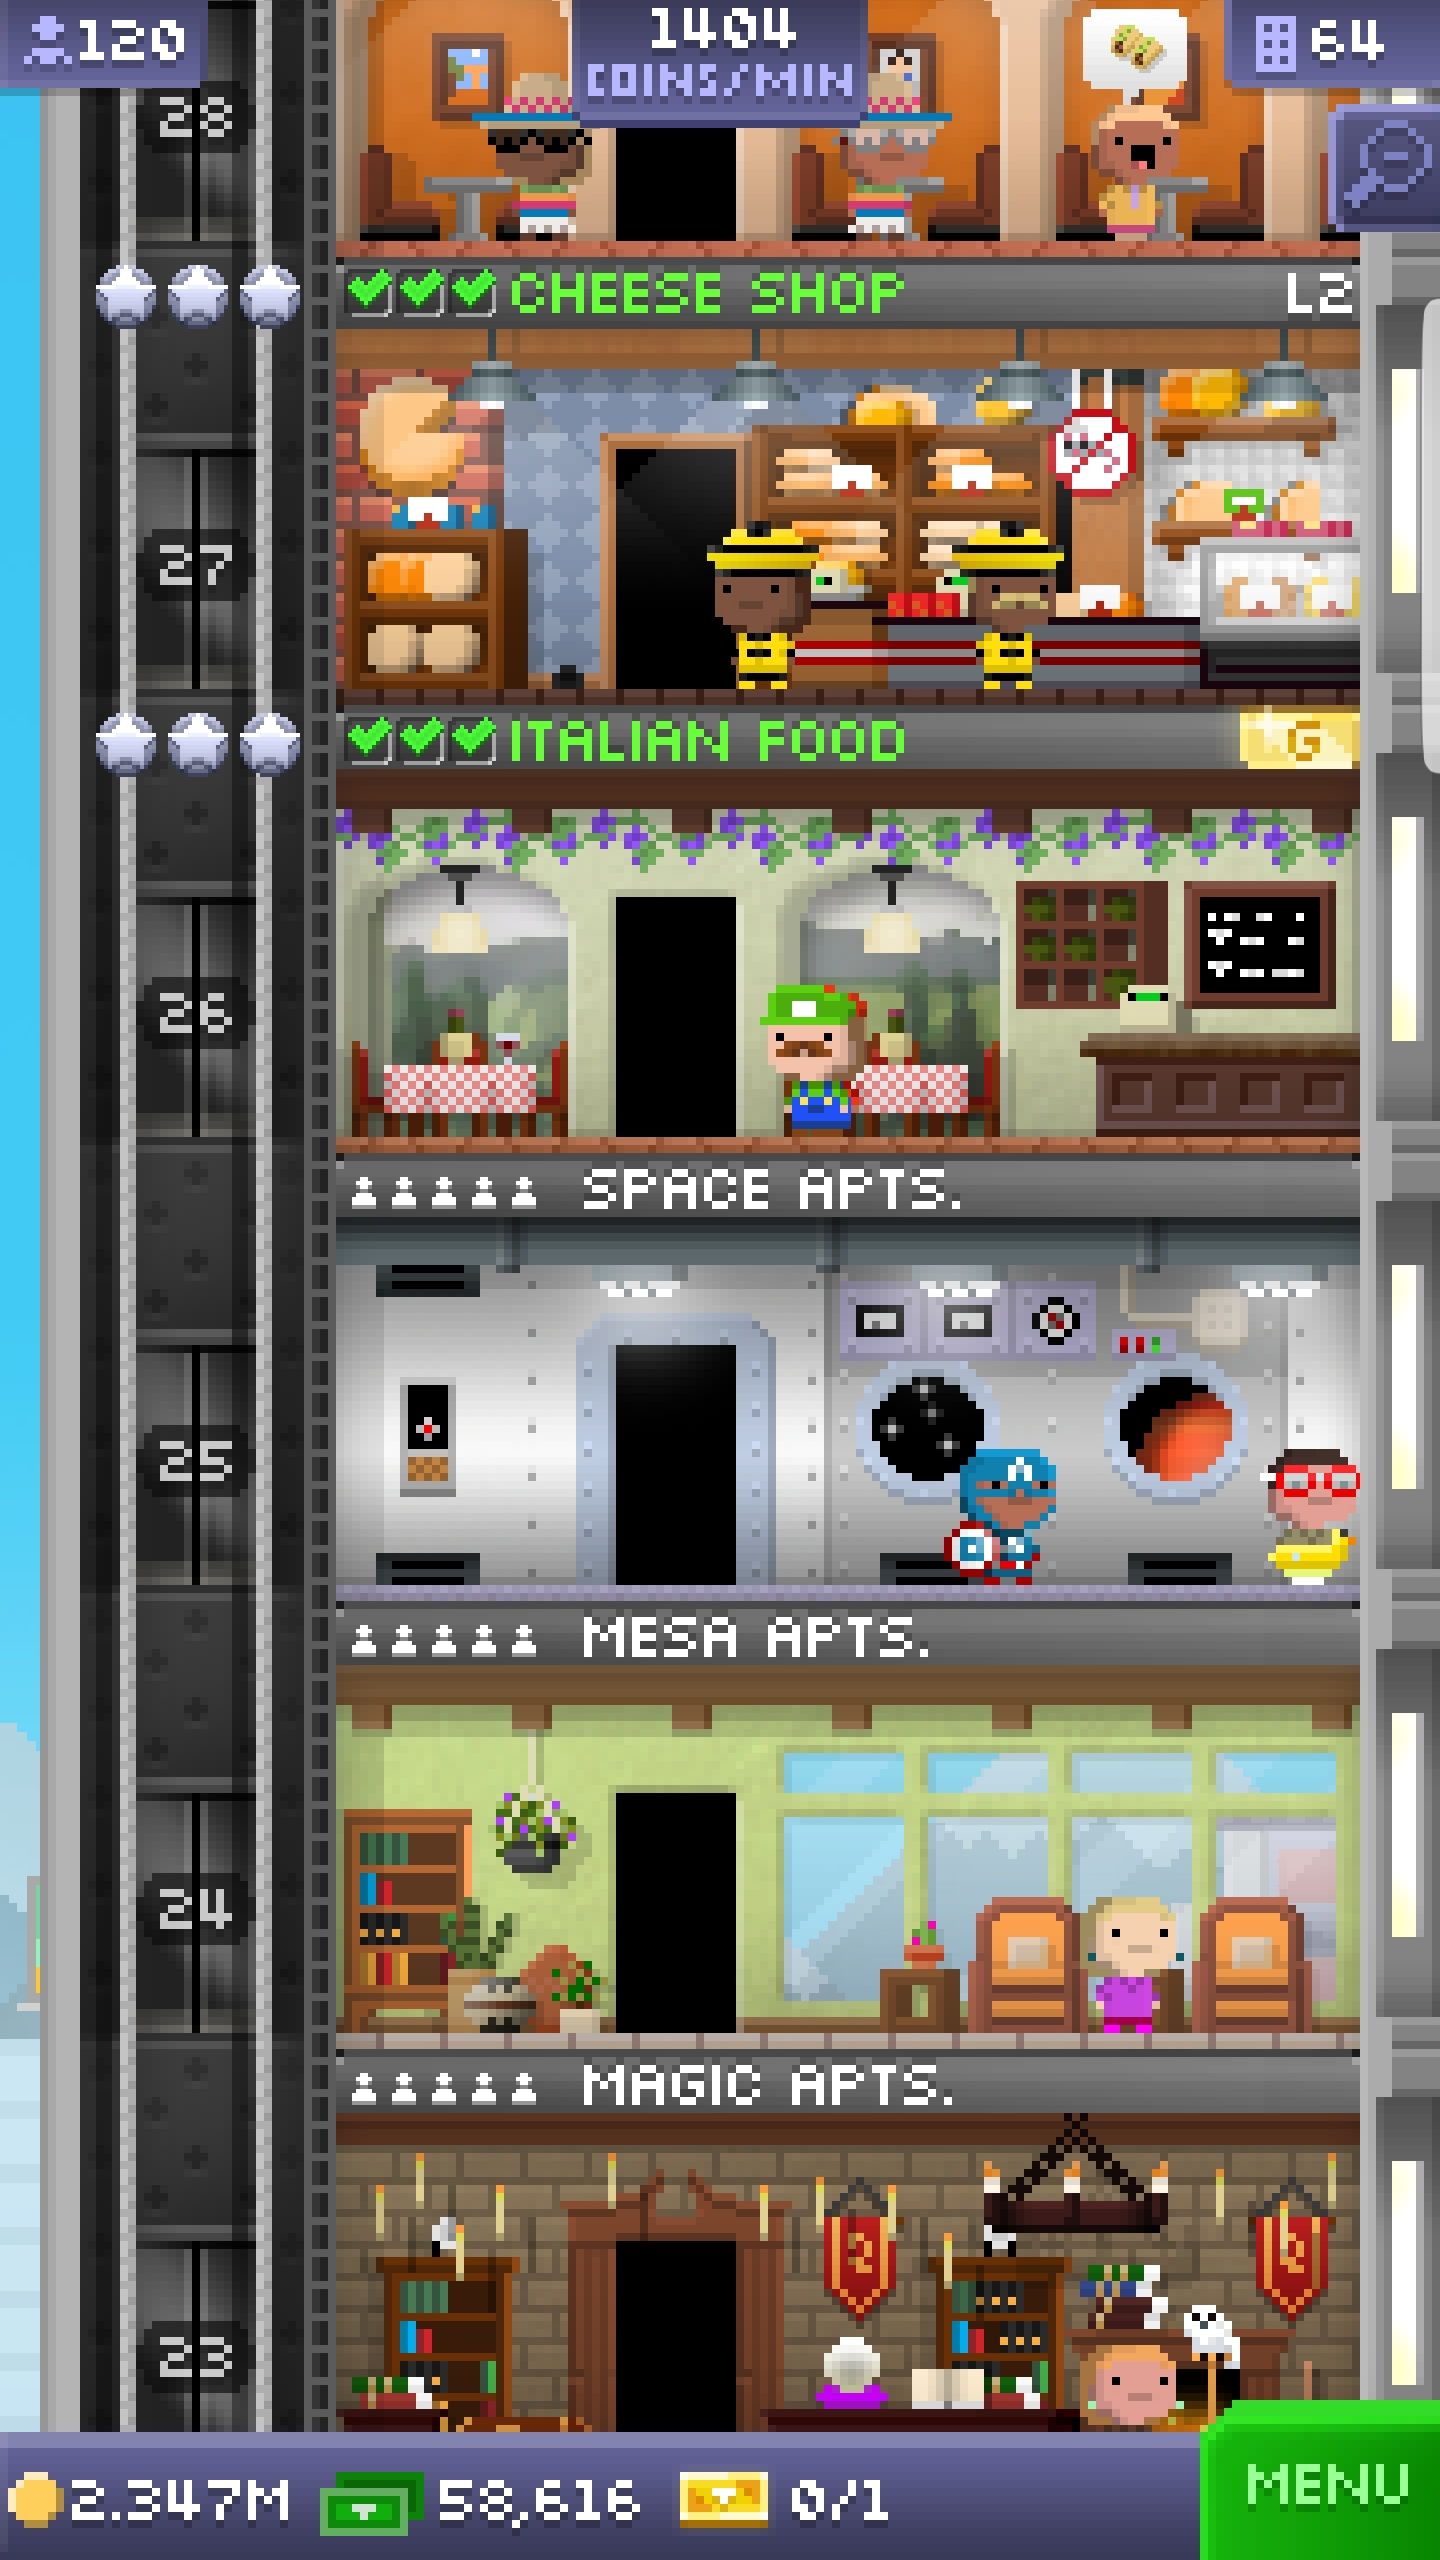 120
1404
COINS/MIN
64
28
CHEESE SHOP
L2
27
ITALIAN FOOD
G
26
SPACE APTS.
25
MESA APTS.
24
MAGIC APTS.
23
2.347M
58,616
0/1
MENU